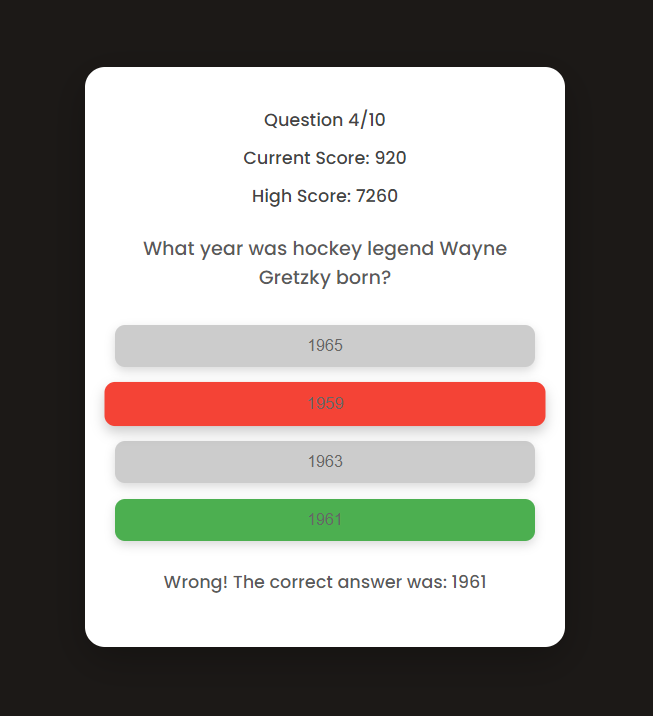 Question 4/10
Current Score: 920
High Score: 7260
What year was hockey legend Wayne
Gretzky born?
1965
1959
1963
1961
Wrong! The correct answer was: 1961